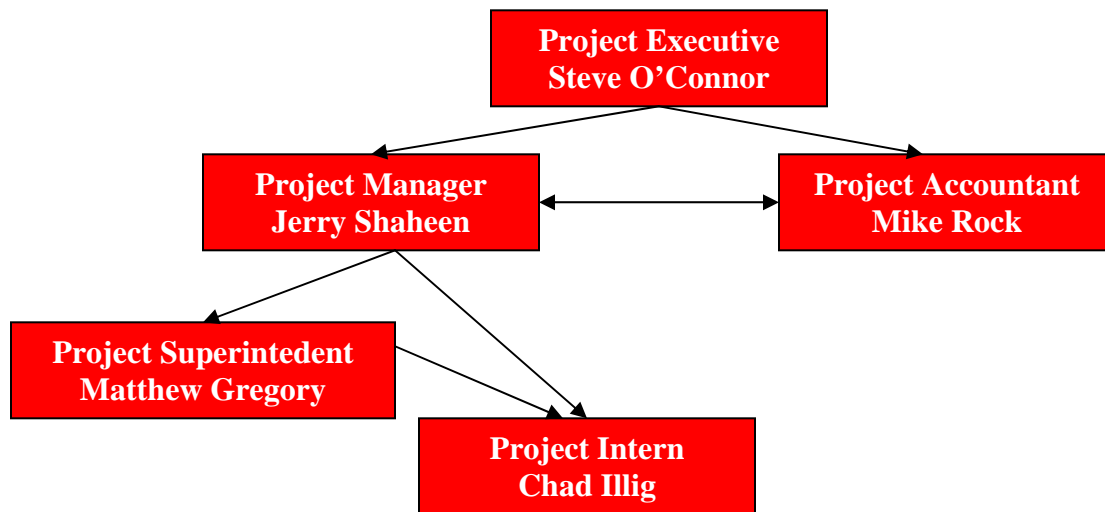 Project Executive
Steve O’Connor
Project Manager
Jerry Shaheen
Project Accountant
Mike Rock
Project Superintedent
Matthew Gregory
Project Intern
Chad Illig